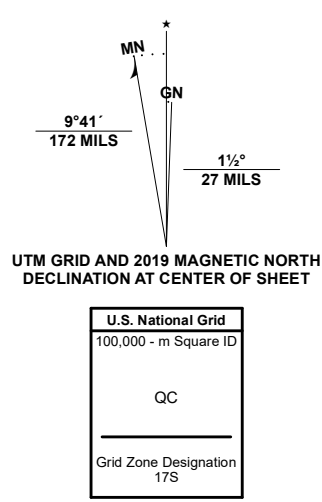 ★
MN
GN
9°41´
172 MILS
1½°
27 MILS
UTM GRID AND 2019 MAGNETIC NORTH
DECLINATION AT CENTER OF SHEET
U.S. National Grid
100,000 - m Square ID
QC
Grid Zone Designation
17S